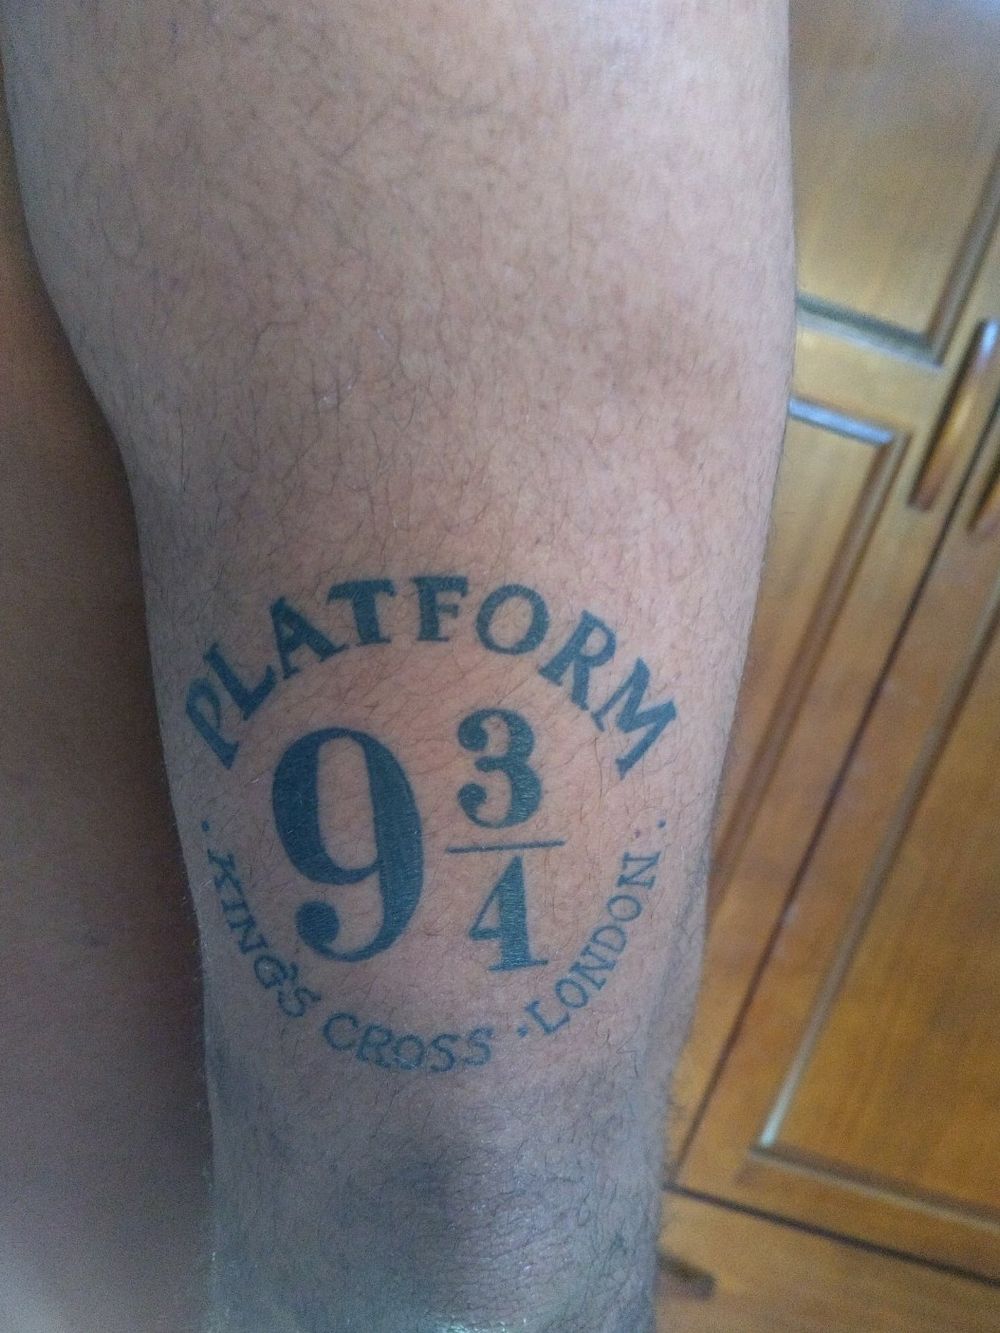 PLATFORM
9 3/4
· KING'S CROSS · LONDON ·